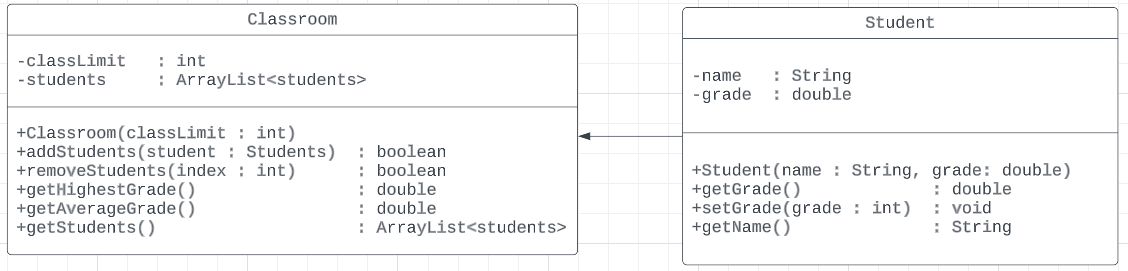 Classroom
-classLimit : int
-students : ArrayList<students>
+Classroom(classLimit : int)
+addStudents(student : Students) : boolean
+removeStudents(index : int) : boolean
+getHighestGrade() : double
+getAverageGrade() : double
+getStudents() : ArrayList<students>
Student
-name : String
-grade : double
+Student(name : String, grade: double)
+getGrade() : double
+setGrade(grade : int) : void
+getName() : String